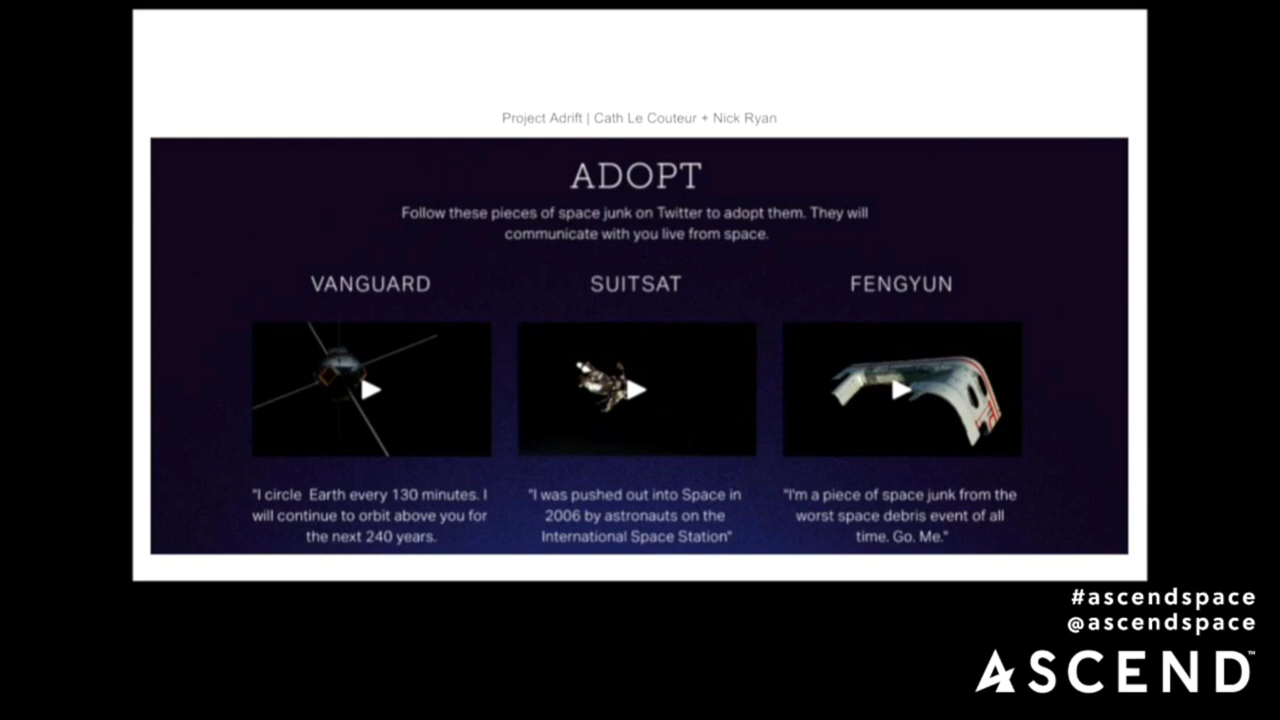 Project Adrift | Cath Le Couteur + Nick Ryan
ADOPT
Follow these pieces of space junk on Twitter to adopt them. They will
communicate with you live from space.
VANGUARD
SUITSAT
FENGYUN
"I circle Earth every 130 minutes. I
will continue to orbit above you for
the next 240 years.
"I was pushed out into Space in
2006 by astronauts on the
International Space Station"
"I'm a piece of space junk from the
worst space debris event of all
time. Go. Me."
#ascendspace
@ascendspace
ASCEND™